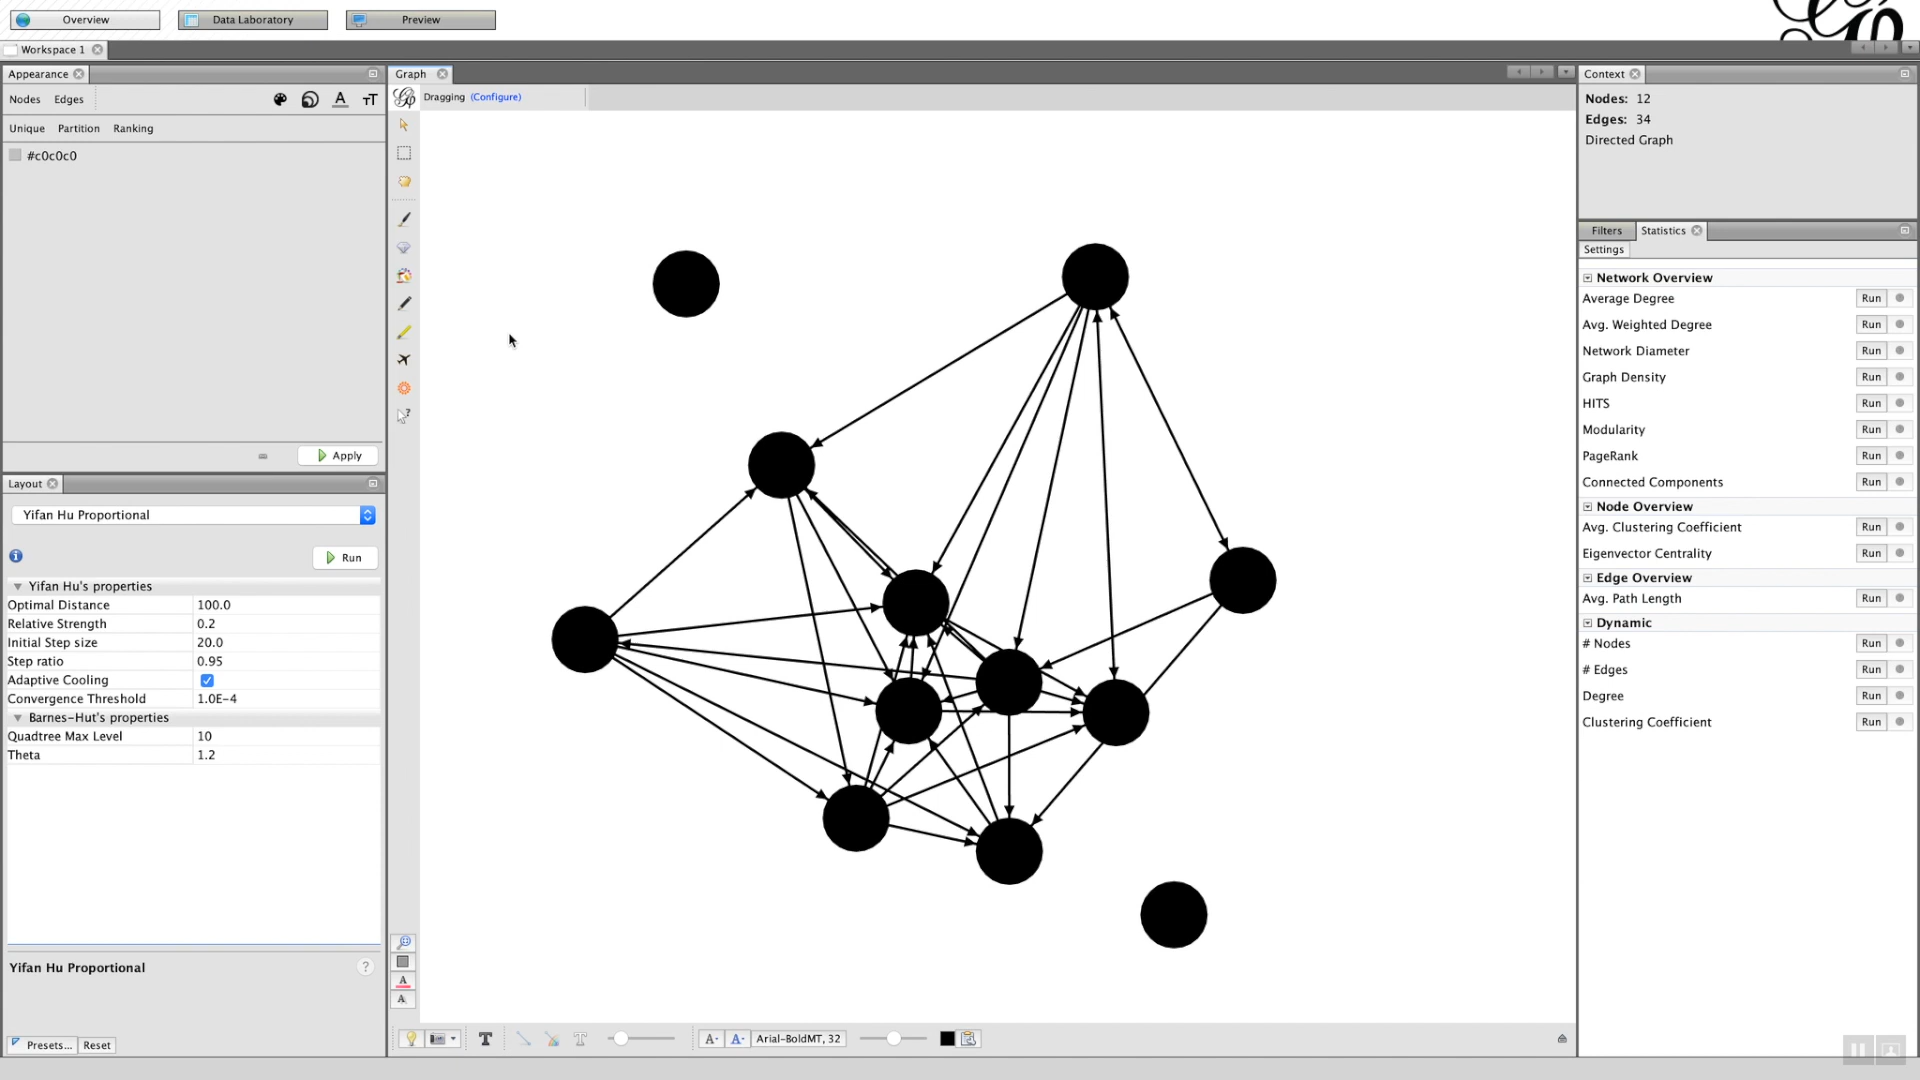 Overview
Data Laboratory
Preview
Workspace 1
Appearance
Nodes Edges
A
TT
Unique Partition Ranking
#c0c0c0
Apply
Layout
Yifan Hu Proportional
Run
Yifan Hu's properties
Optimal Distance 100.0
Relative Strength 0.2
Initial Step size 20.0
Step ratio 0.95
Adaptive Cooling
Convergence Threshold 1.0E-4
Barnes-Hut's properties
Quadtree Max Level 10
Theta 1.2
Yifan Hu Proportional
?
Presets... Reset
Graph
Dragging (Configure)
?
A
A
T
T
A- A- Arial-BoldMT, 32
Context
Nodes: 12
Edges: 34
Directed Graph
Filters Statistics
Settings
Network Overview
Average Degree Run
Avg. Weighted Degree Run
Network Diameter Run
Graph Density Run
HITS Run
Modularity Run
PageRank Run
Connected Components Run
Node Overview
Avg. Clustering Coefficient Run
Eigenvector Centrality Run
Edge Overview
Avg. Path Length Run
Dynamic
# Nodes Run
# Edges Run
Degree Run
Clustering Coefficient Run